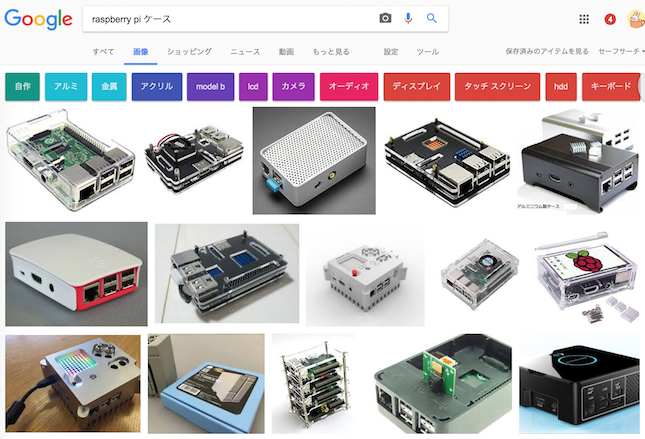 Google
raspberry pi ケース
4
すべて 画像 ショッピング ニュース 動画 もっと見る 設定 ツール 保存済みのアイテムを見る セーフサーチ
自作 アルミ 金属 アクリル model b lcd カメラ オーディオ ディスプレイ タッチ スクリーン hdd キーボード
アルミニウム製ケース